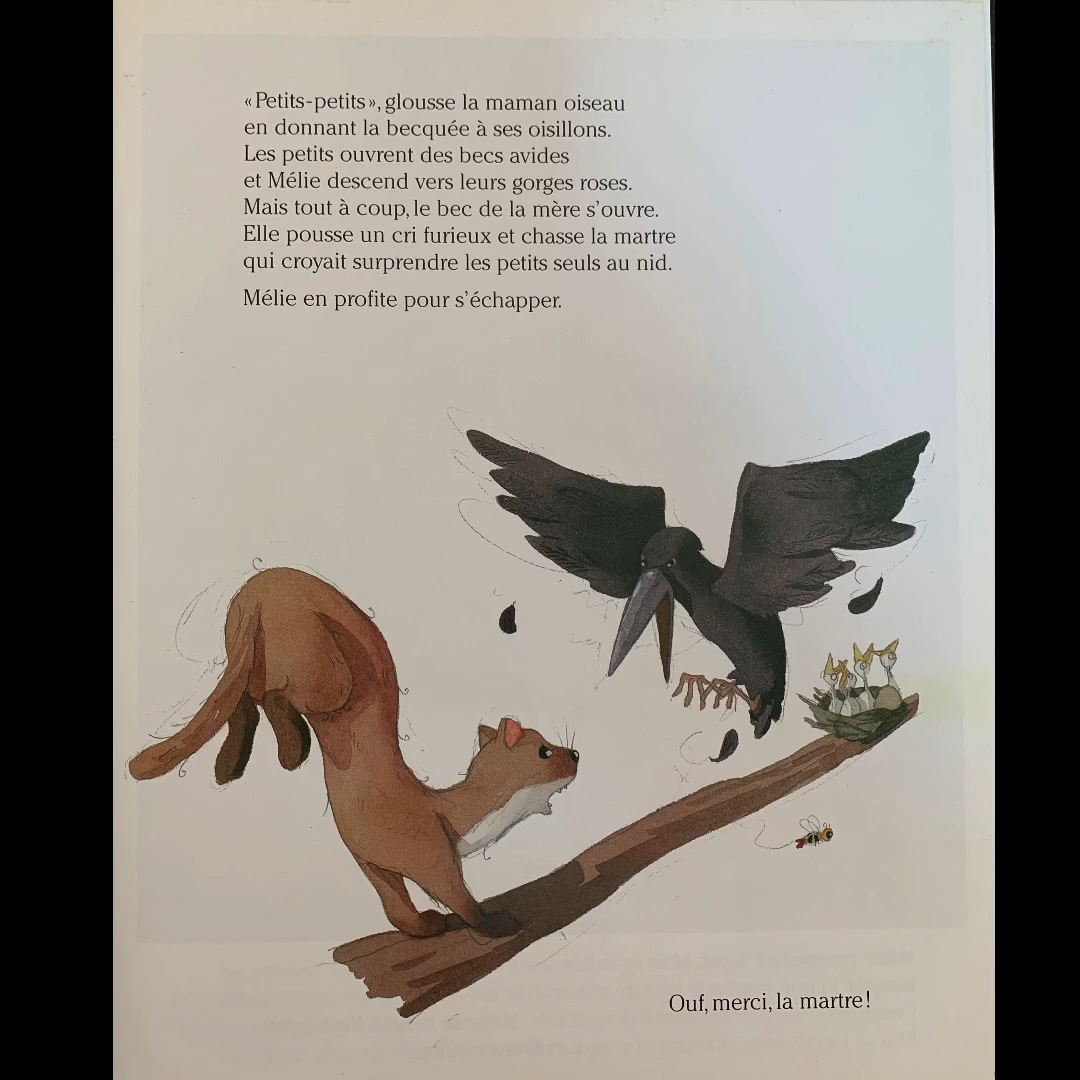 « Petits-petits », glousse la maman oiseau
en donnant la becquée à ses oisillons.
Les petits ouvrent des becs avides
et Mélie descend vers leurs gorges roses.
Mais tout à coup, le bec de la mère s’ouvre.
Elle pousse un cri furieux et chasse la martre
qui croyait surprendre les petits seuls au nid.
Mélie en profite pour s’échapper.
Ouf, merci, la martre !